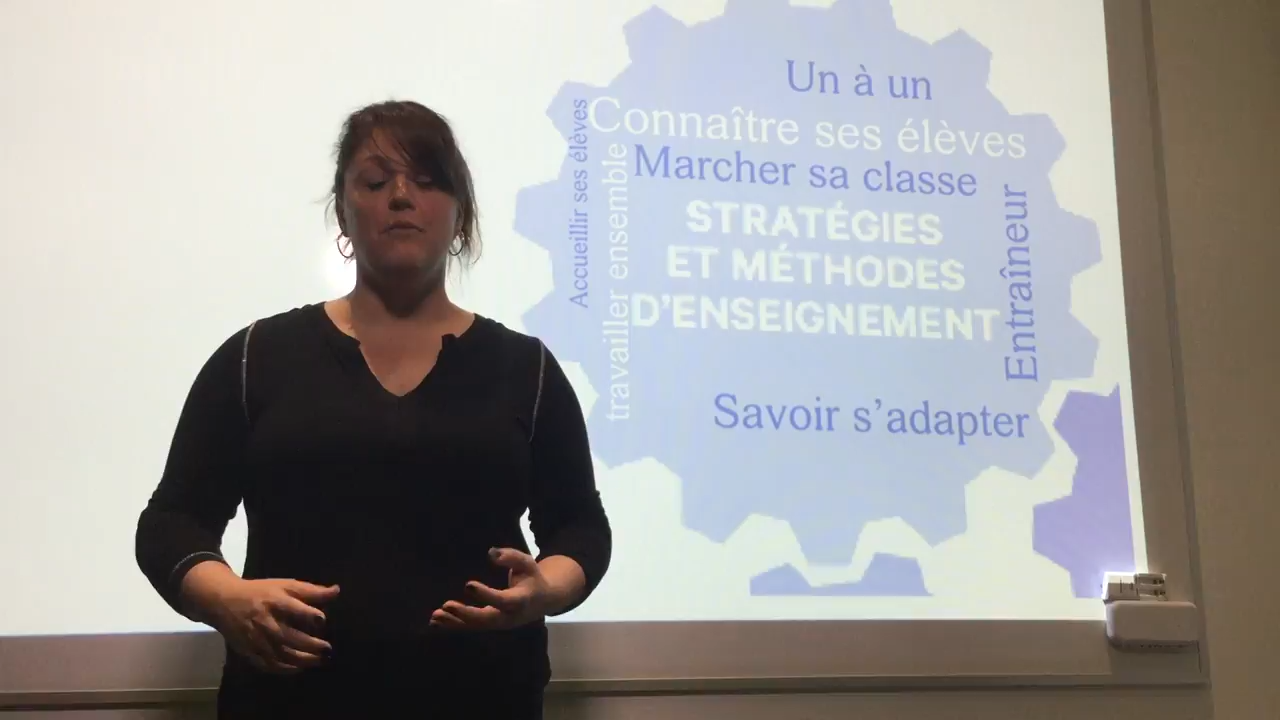 Un à un
Connaître ses élèves
Marcher sa classe
Accueillir ses élèves
travailler ensemble
STRATÉGIES
ET MÉTHODES
D'ENSEIGNEMENT
Entraîneur
Savoir s'adapter